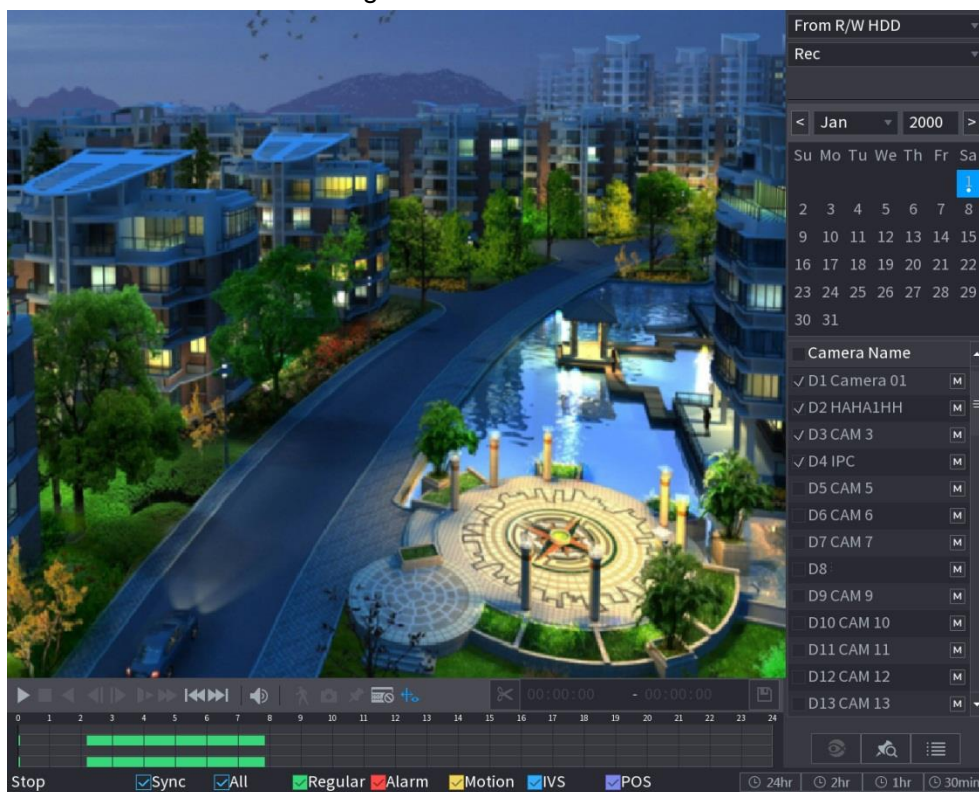 From R/W HDD
Rec
< Jan 2000 >
Su Mo Tu We Th Fr Sa
1
2 3 4 5 6 7 8
9 10 11 12 13 14 15
16 17 18 19 20 21 22
23 24 25 26 27 28 29
30 31
Camera Name
D1 Camera 01 M
D2 HAHA1HH M
D3 CAM 3 M
D4 IPC M
D5 CAM 5 M
D6 CAM 6 M
D7 CAM 7 M
D8 M
D9 CAM 9 M
D10 CAM 10 M
D11 CAM 11 M
D12 CAM 12 M
D13 CAM 13 M
00:00:00 - 00:00:00
0 1 2 3 4 5 6 7 8 9 10 11 12 13 14 15 16 17 18 19 20 21 22 23 24
Stop Sync All Regular Alarm Motion IVS POS 24hr 2hr 1hr 30min